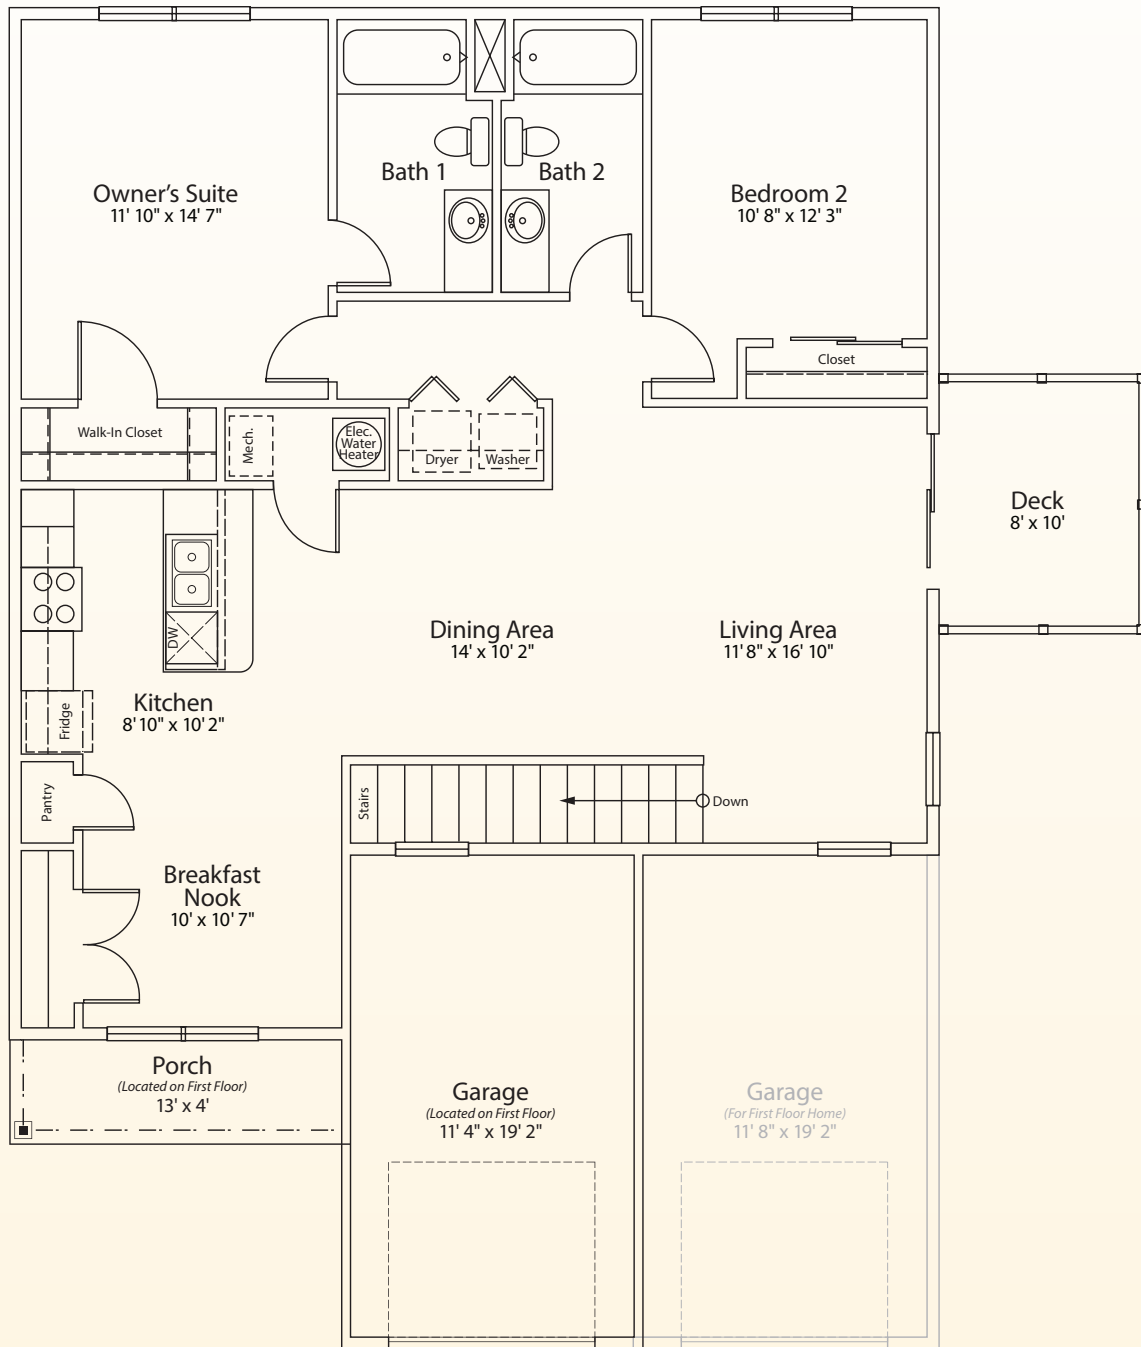 Owner's Suite
11' 10" x 14' 7"
Bath 1
Bath 2
Bedroom 2
10' 8" x 12' 3"
Closet
Walk-In Closet
Mech.
Elec.
Water
Heater
Dryer
Washer
Deck
8' x 10'
DW
Dining Area
14' x 10' 2"
Living Area
11' 8" x 16' 10"
Kitchen
8' 10" x 10' 2"
Fridge
Pantry
Stairs
Down
Breakfast
Nook
10' x 10' 7"
Porch
(Located on First Floor)
13' x 4'
Garage
(Located on First Floor)
11' 4" x 19' 2"
Garage
(For First Floor Home)
11' 8" x 19' 2"